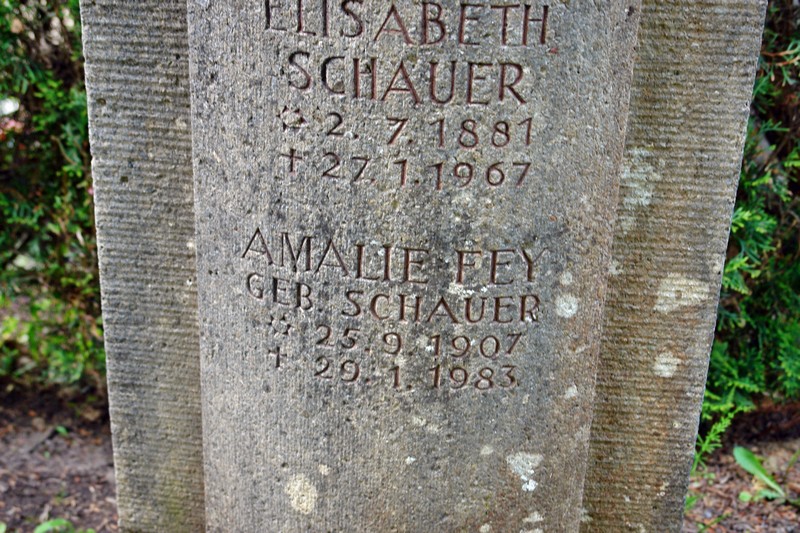 ELISABETH
SCHAUER
✡ 2. 7. 1881
† 27. 1. 1967
AMALIE FEY
GEB. SCHAUER
✡ 25. 9. 1907
† 29. 1. 1983